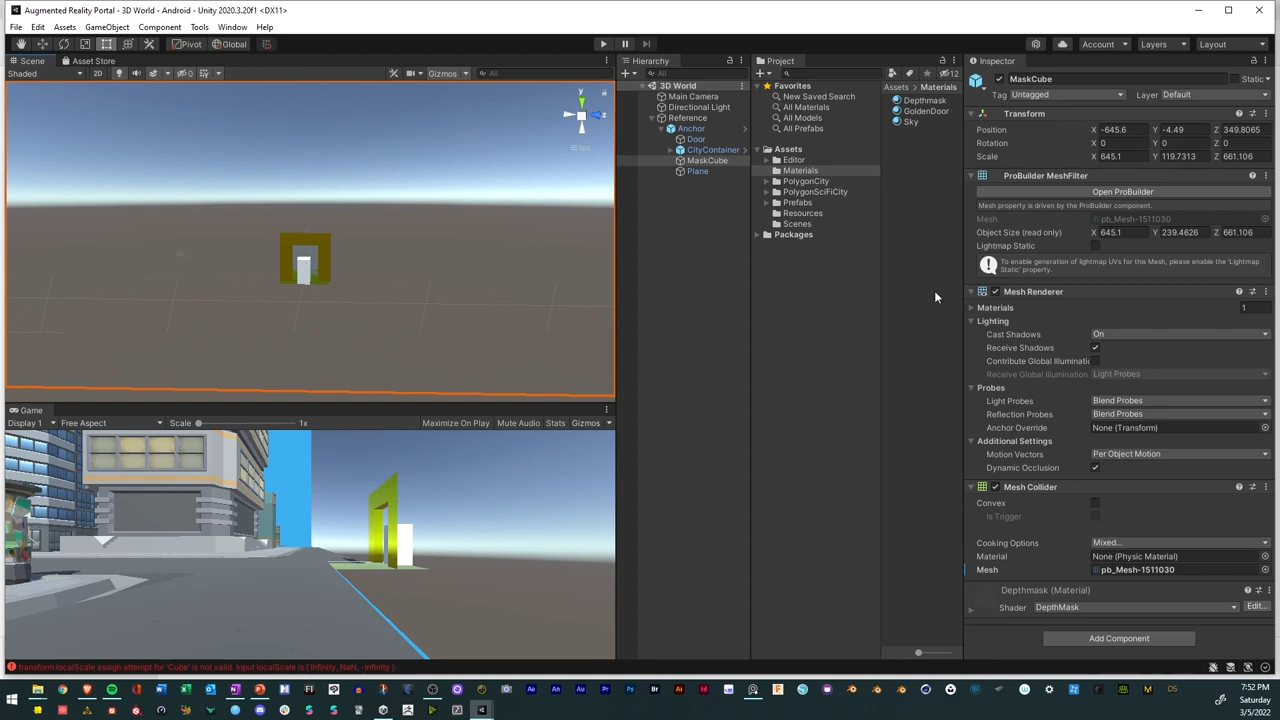 Augmented Reality Portal - 3D World - Android - Unity 2020.3.20f1 <DX11>
File Edit Assets GameObject Component Tools Window Help
Pivot Global Account Layers Layout
Scene Asset Store
Shaded 2D 0 Gizmos All
y
z
Iso
Game
Display 1 Free Aspect Scale 1x Maximize On Play Mute Audio Stats Gizmos
transform.localScale assign attempt for 'Cube' is not valid. Input localScale is { Infinity, NaN, -Infinity }.
Hierarchy
All
3D World
Main Camera
Directional Light
Reference
Anchor
Door
CityContainer
MaskCube
Plane
Project
12
Favorites
New Saved Search
All Materials
All Models
All Prefabs
Assets
Editor
Materials
PolygonCity
PolygonSciFiCity
Prefabs
Resources
Scenes
Packages
Assets > Materials
Depthmask
GoldenDoor
Sky
Inspector
MaskCube Static
Tag Untagged Layer Default
Transform
Position X -645.6 Y -4.49 Z 349.8065
Rotation X 0 Y 0 Z 0
Scale X 645.1 Y 119.7313 Z 661.106
ProBuilder MeshFilter
Open ProBuilder
Mesh property is driven by the ProBuilder component.
Mesh pb_Mesh-1511030
Object Size (read only) X 645.1 Y 239.4626 Z 661.106
Lightmap Static
To enable generation of lightmap UVs for this Mesh, please enable the 'Lightmap
Static' property.
Mesh Renderer
Materials 1
Lighting
Cast Shadows On
Receive Shadows
Contribute Global Illuminatic
Receive Global Illumination Light Probes
Probes
Light Probes Blend Probes
Reflection Probes Blend Probes
Anchor Override None (Transform)
Additional Settings
Motion Vectors Per Object Motion
Dynamic Occlusion
Mesh Collider
Convex
Is Trigger
Cooking Options Mixed...
Material None (Physic Material)
Mesh pb_Mesh-1511030
Depthmask (Material)
Shader DepthMask Edit...
Add Component
7:52 PM
Saturday
3/5/2022